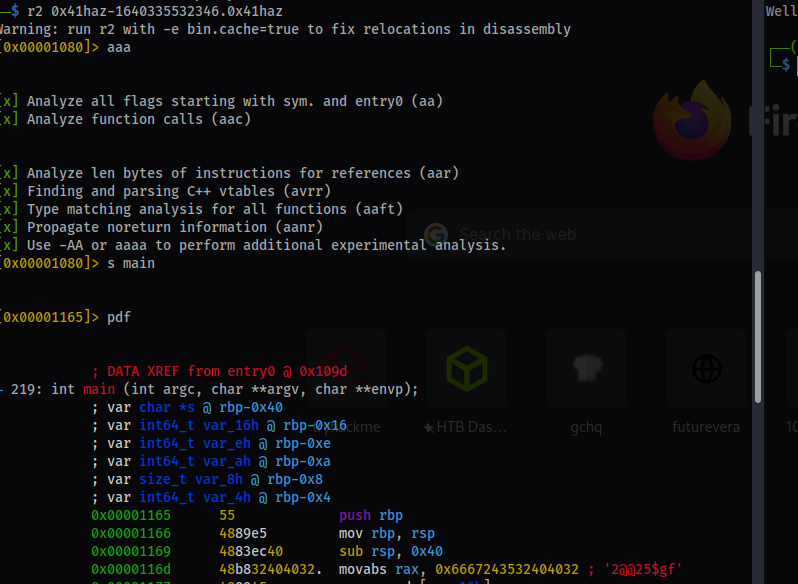 ─$ r2 0x41haz-1640335532346.0x41haz
Warning: run r2 with -e bin.cache=true to fix relocations in disassembly
[0x00001080]> aaa
[x] Analyze all flags starting with sym. and entry0 (aa)
[x] Analyze function calls (aac)
[x] Analyze len bytes of instructions for references (aar)
[x] Finding and parsing C++ vtables (avrr)
[x] Type matching analysis for all functions (aaft)
[x] Propagate noreturn information (aanr)
[x] Use -AA or aaaa to perform additional experimental analysis.
[0x00001080]> s main
[0x00001165]> pdf
; DATA XREF from entry0 @ 0x109d
219: int main (int argc, char **argv, char **envp);
; var char *s @ rbp-0x40
; var int64_t var_16h @ rbp-0x16
; var int64_t var_eh @ rbp-0xe
; var int64_t var_ah @ rbp-0xa
; var size_t var_8h @ rbp-0x8
; var int64_t var_4h @ rbp-0x4
0x00001165 55 push rbp
0x00001166 4889e5 mov rbp, rsp
0x00001169 4883ec40 sub rsp, 0x40
0x0000116d 48b832404032. movabs rax, 0x6667243532404032 ; '2@@25$gf'
Well
$
Fir
Search the web
HTB Das...
gchq
futurevera
10